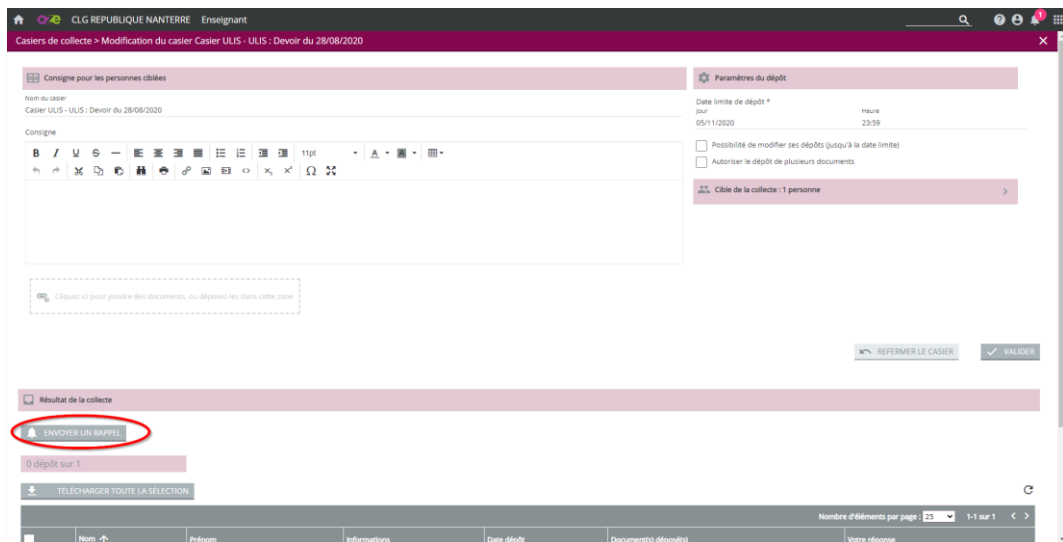 oze CLG REPUBLIQUE NANTERRE Enseignant
1
Casiers de collecte > Modification du casier Casier ULIS - ULIS : Devoir du 28/08/2020
Consigne pour les personnes ciblées
Nom du casier
Casier ULIS - ULIS : Devoir du 28/08/2020
Consigne
B I U S 11pt A A
X₂ X² Ω
Cliquez ici pour joindre des documents, ou déposez-les dans cette zone
Paramètres du dépôt
Date limite de dépôt *
Jour Heure
05/11/2020 23:59
Possibilité de modifier ses dépôts (jusqu'à la date limite)
Autoriser le dépôt de plusieurs documents
Cible de la collecte : 1 personne
REFERMER LE CASIER VALIDER
Résultat de la collecte
ENVOYER UN RAPPEL
0 dépôt sur 1
TÉLÉCHARGER TOUTE LA SÉLECTION
Nombre d'éléments par page : 25 1-1 sur 1
Nom Prénom Informations Date dépôt Document(s) déposé(s) Votre réponse